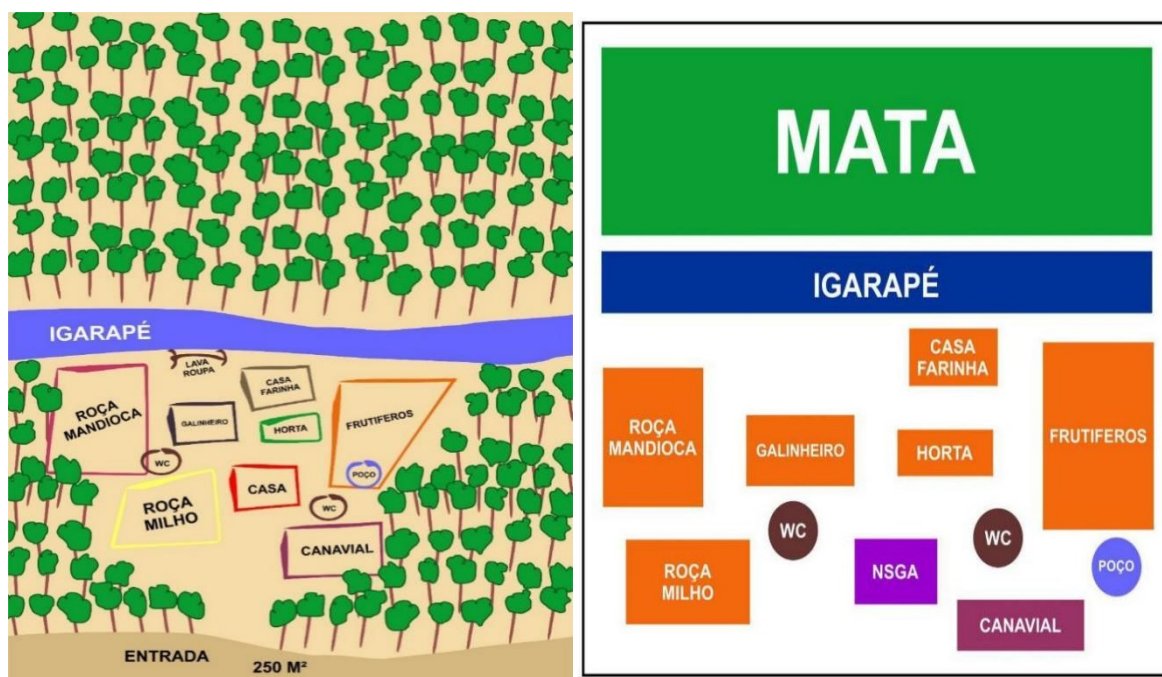 IGARAPÉ
LAVA
ROUPA
CASA
FARINHA
ROÇA
MANDIOCA
GALINHEIRO
HORTA
FRUTIFEROS
WC
POÇO
CASA
ROÇA
MILHO
WC
CANAVIAL
ENTRADA
250 M²
MATA
IGARAPÉ
CASA
FARINHA
ROÇA
MANDIOCA
GALINHEIRO
HORTA
FRUTIFEROS
WC
WC
ROÇA
MILHO
NSGA
POÇO
CANAVIAL